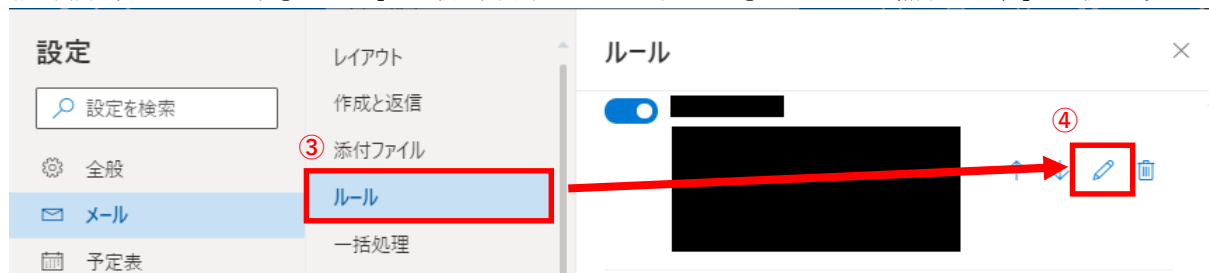 設定
設定を検索
全般
メール
予定表
レイアウト
作成と返信
③ 添付ファイル
ルール
一括処理
ルール
④